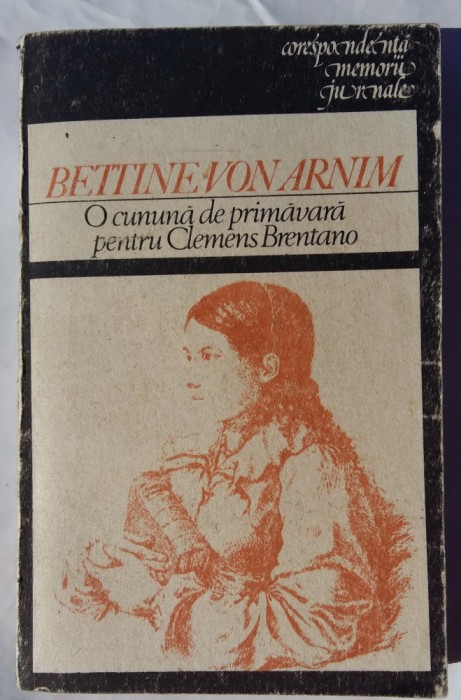 corespondență
memorii
jurnale
BETTINE VON ARNIM
O cunună de primăvară
pentru Clemens Brentano